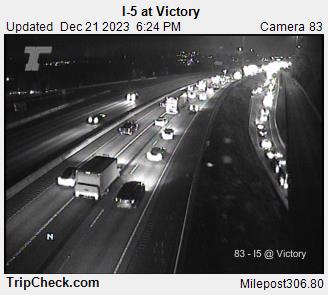 I-5 at Victory
Updated Dec 21 2023 6:24 PM Camera 83
N
83 - I5 @ Victory
TripCheck.com Milepost306.80